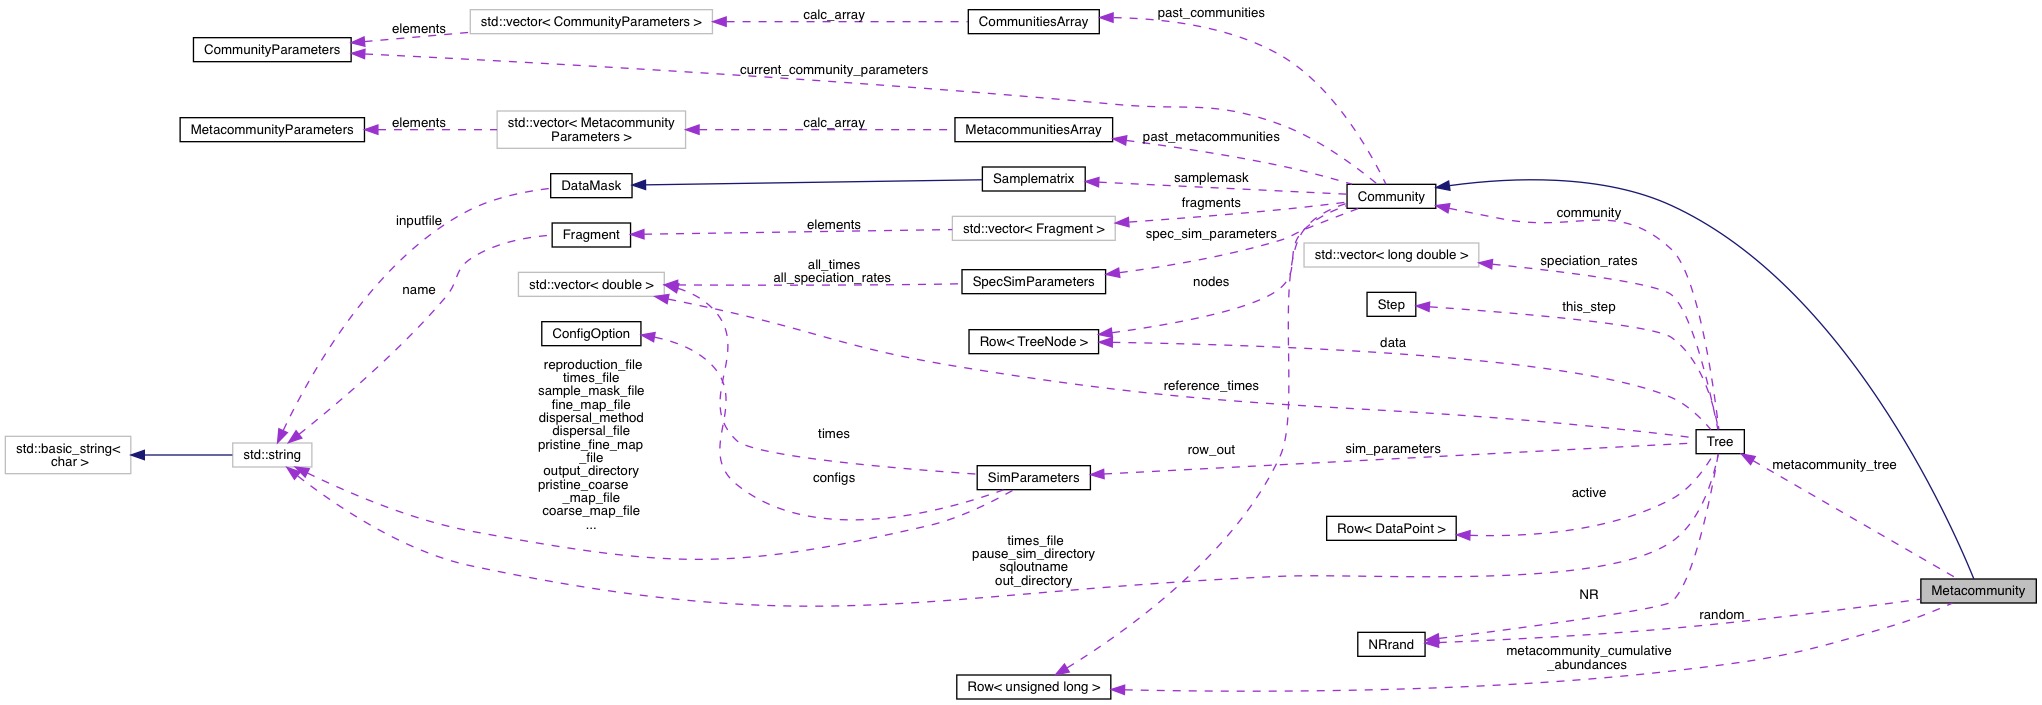 std::vector< CommunityParameters >
calc_array
CommunitiesArray
past_communities
elements
CommunityParameters
current_community_parameters
MetacommunityParameters
elements
std::vector< Metacommunity
Parameters >
calc_array
MetacommunitiesArray
past_metacommunities
DataMask
Samplematrix
samplemask
Community
inputfile
fragments
community
Fragment
elements
std::vector< Fragment >
spec_sim_parameters
std::vector< long double >
speciation_rates
name
std::vector< double >
all_times
all_speciation_rates
SpecSimParameters
nodes
Step
this_step
ConfigOption
Row< TreeNode >
data
reproduction_file
times_file
sample_mask_file
fine_map_file
dispersal_method
dispersal_file
pristine_fine_map
_file
output_directory
pristine_coarse
_map_file
coarse_map_file
...
reference_times
std::basic_string<
char >
std::string
times
configs
row_out
sim_parameters
Tree
metacommunity_tree
SimParameters
active
Row< DataPoint >
times_file
pause_sim_directory
sqloutname
out_directory
NR
Metacommunity
random
NRrand
metacommunity_cumulative
_abundances
Row< unsigned long >